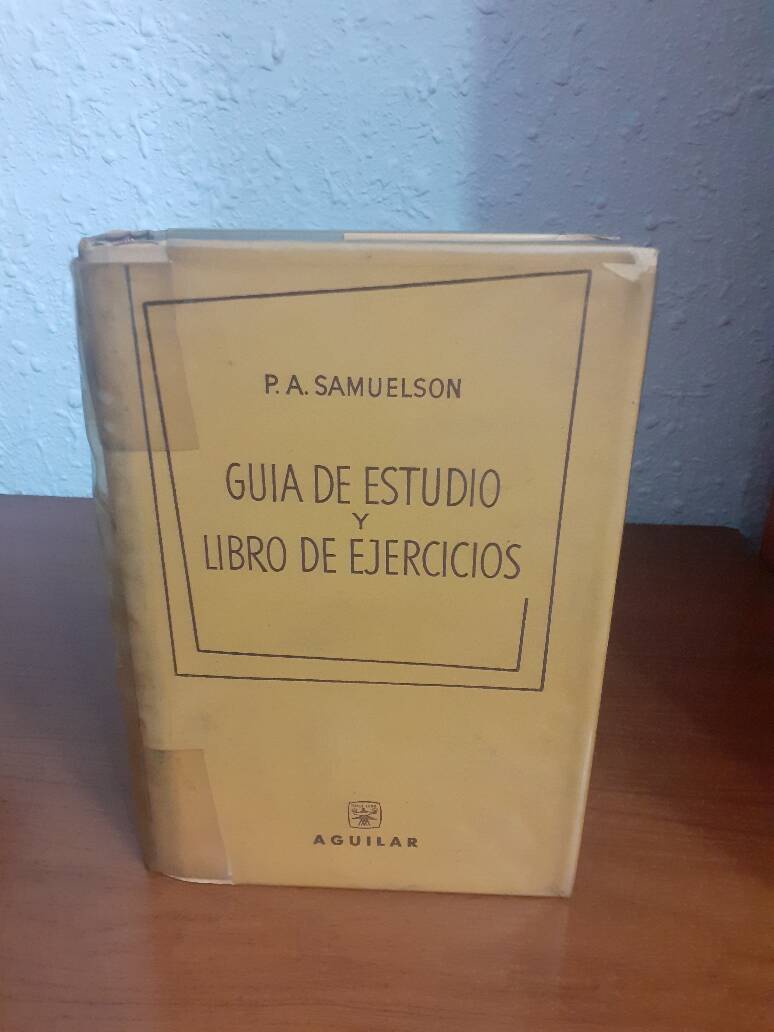 P. A. SAMUELSON
GUIA DE ESTUDIO
Y
LIBRO DE EJERCICIOS
AGUILAR